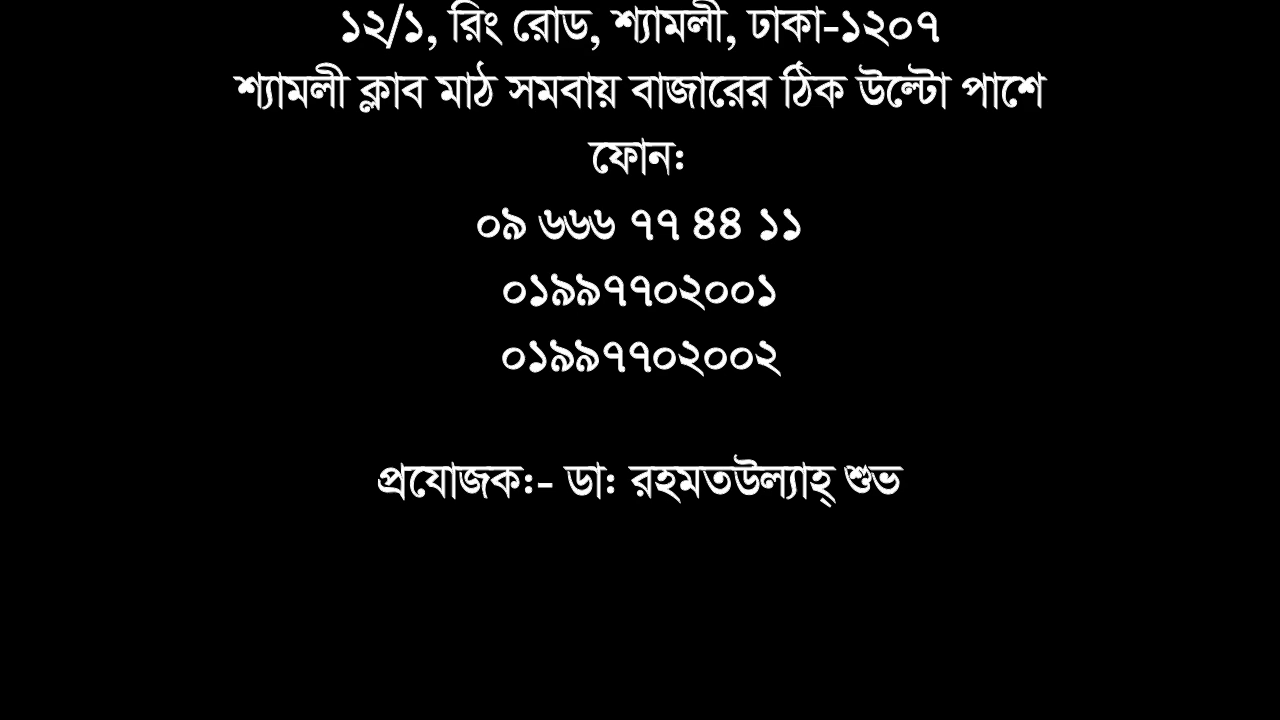 ১২/১, রিং রোড, শ্যামলী, ঢাকা-১২০৭
শ্যামলী ক্লাব মাঠ সমবায় বাজারের ঠিক উল্টো পাশে
ফোন:
০৯ ৬৬৬ ৭৭ ৪৪ ১১
০১৯৯৭৭০২০০১
০১৯৯৭৭০২০০২
প্রযোজক:- ডা: রহমতউল্যাহ্ শুভ